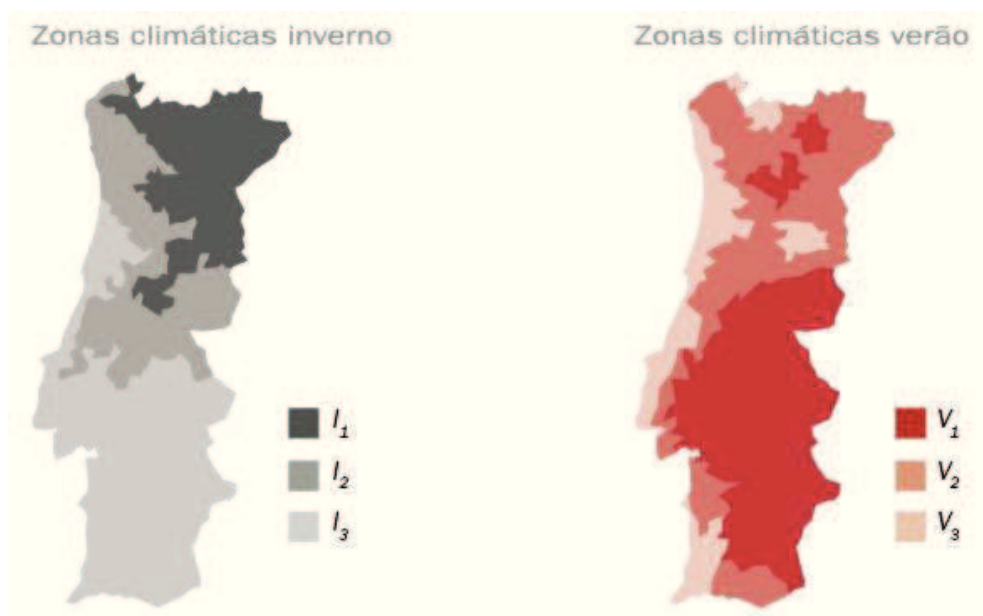 Zonas climáticas inverno
Zonas climáticas verão
I₁
I₂
I₃
V₁
V₂
V₃